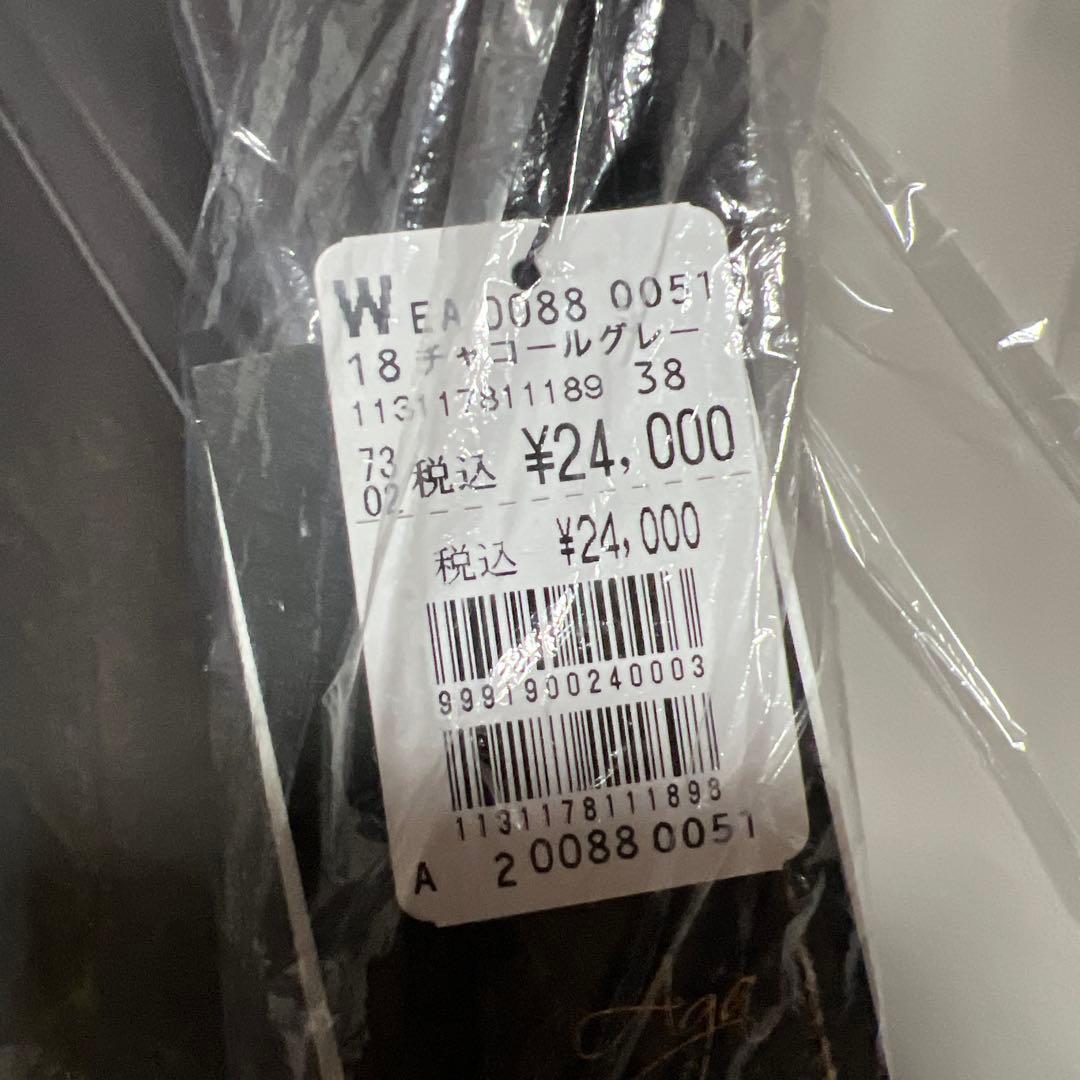 W EA 0088 0051
18 チャコールグレー
113117811189 38
73 税込 ¥24,000
02
税込 ¥24,000
9991900240003
1131178111898
A 2 0088 0051